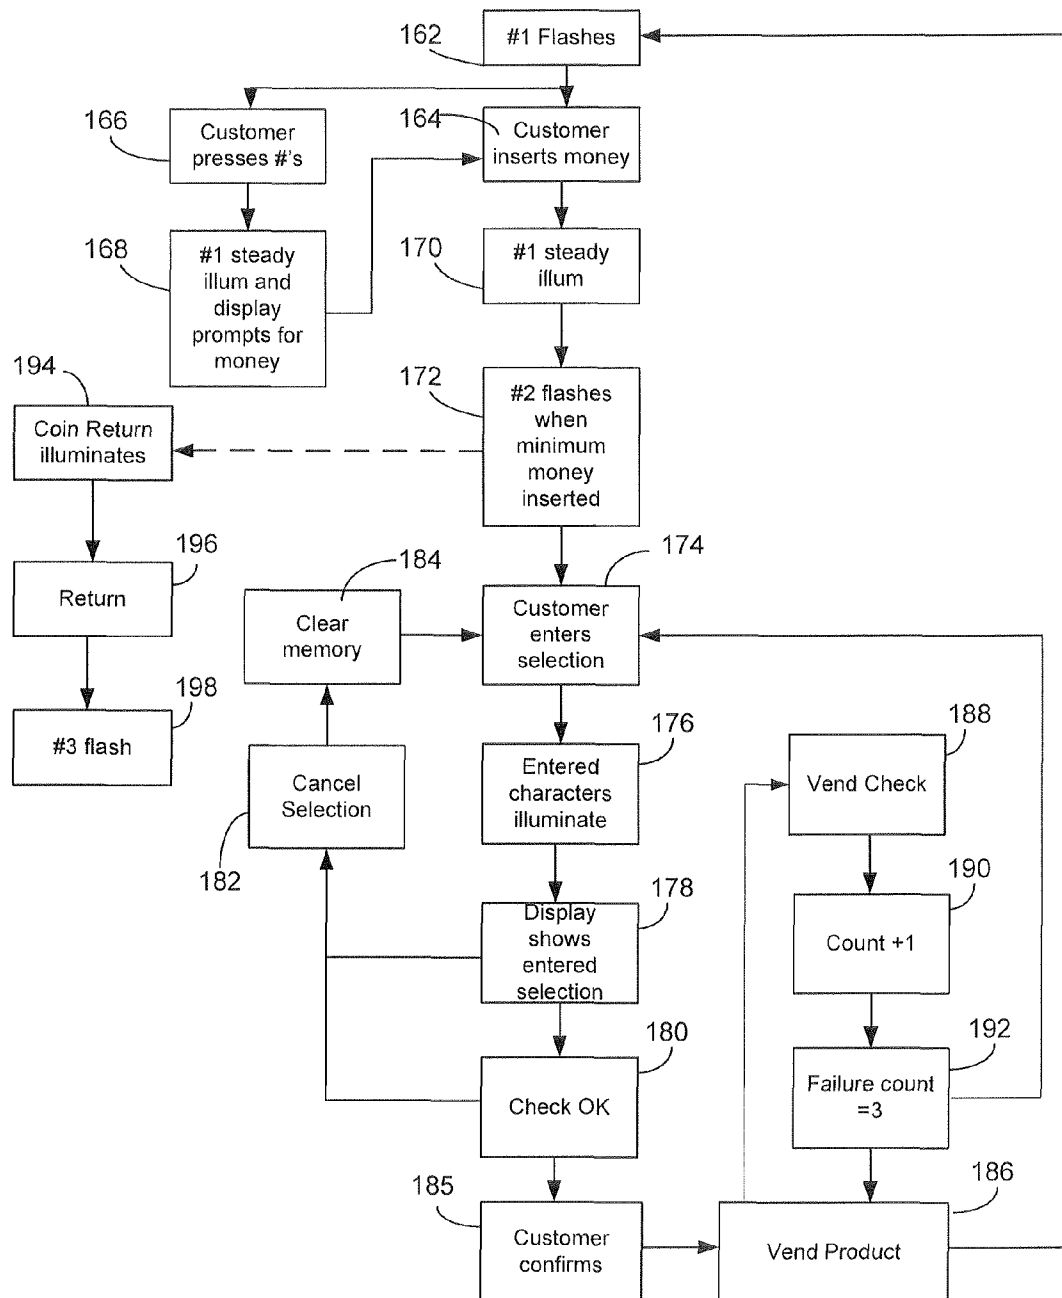 162
#1 Flashes
166
Customer
presses #'s
164
Customer
inserts money
168
#1 steady
illum and
display
prompts for
money
170
#1 steady
illum
194
Coin Return
illuminates
172
#2 flashes
when
minimum
money
inserted
196
Return
184
Clear
memory
174
Customer
enters
selection
198
#3 flash
182
Cancel
Selection
176
Entered
characters
illuminate
188
Vend Check
178
Display
shows
entered
selection
190
Count +1
180
Check OK
192
Failure count
=3
185
Customer
confirms
186
Vend Product